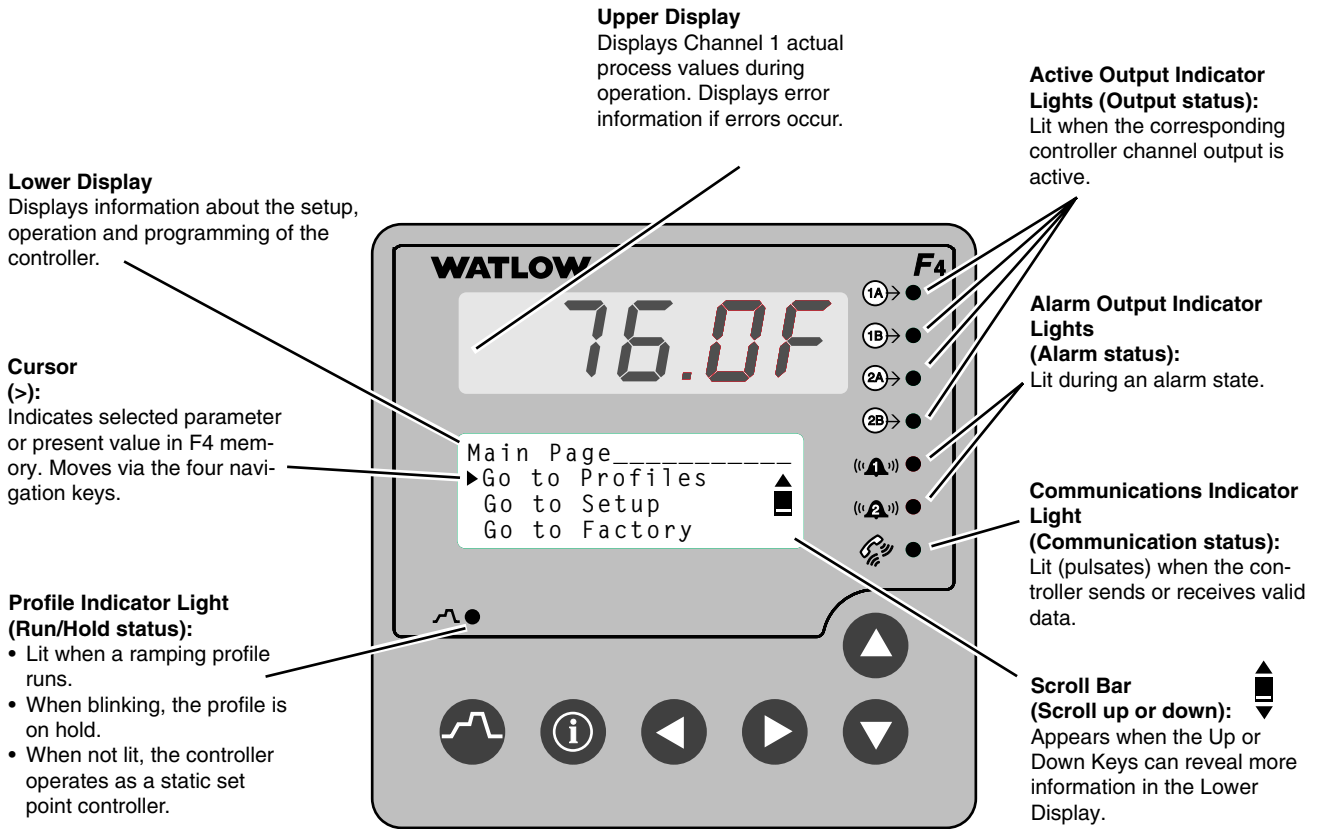 Upper Display
Displays Channel 1 actual
process values during
operation. Displays error
information if errors occur.
Active Output Indicator
Lights (Output status):
Lit when the corresponding
controller channel output is
active.
Lower Display
Displays information about the setup,
operation and programming of the
controller.
Cursor
(>):
Indicates selected parameter
or present value in F4 mem-
ory. Moves via the four navi-
gation keys.
Profile Indicator Light
(Run/Hold status):
• Lit when a ramping profile
runs.
• When blinking, the profile is
on hold.
• When not lit, the controller
operates as a static set
point controller.
WATLOW
F4
76.0F
1A
1B
2A
2B
1
2
Main Page___________
Go to Profiles
Go to Setup
Go to Factory
i
Alarm Output Indicator
Lights
(Alarm status):
Lit during an alarm state.
Communications Indicator
Light
(Communication status):
Lit (pulsates) when the con-
troller sends or receives valid
data.
Scroll Bar
(Scroll up or down):
Appears when the Up or
Down Keys can reveal more
information in the Lower
Display.